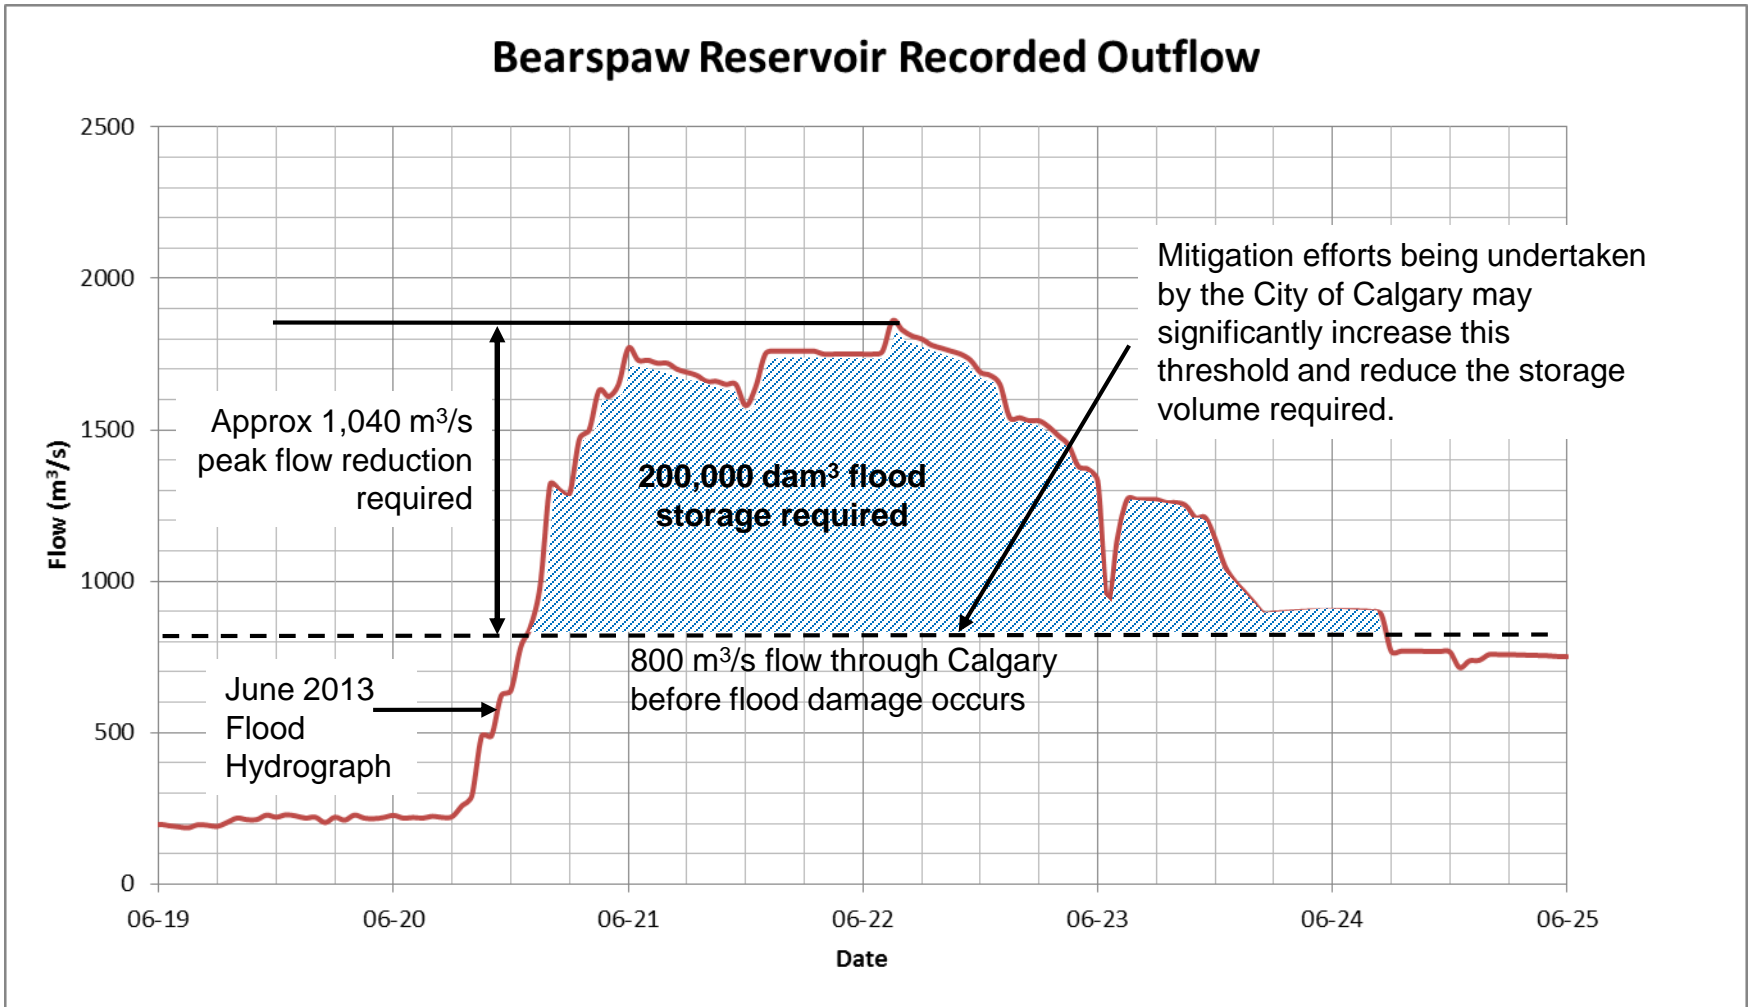 Bearspaw Reservoir Recorded Outflow
2500
2000
1500
1000
500
0
Flow (m³/s)
Mitigation efforts being undertaken
by the City of Calgary may
significantly increase this
threshold and reduce the storage
volume required.
Approx 1,040 m³/s
peak flow reduction
required
200,000 dam³ flood
storage required
800 m³/s flow through Calgary
before flood damage occurs
June 2013
Flood
Hydrograph
06-19 06-20 06-21 06-22 06-23 06-24 06-25
Date